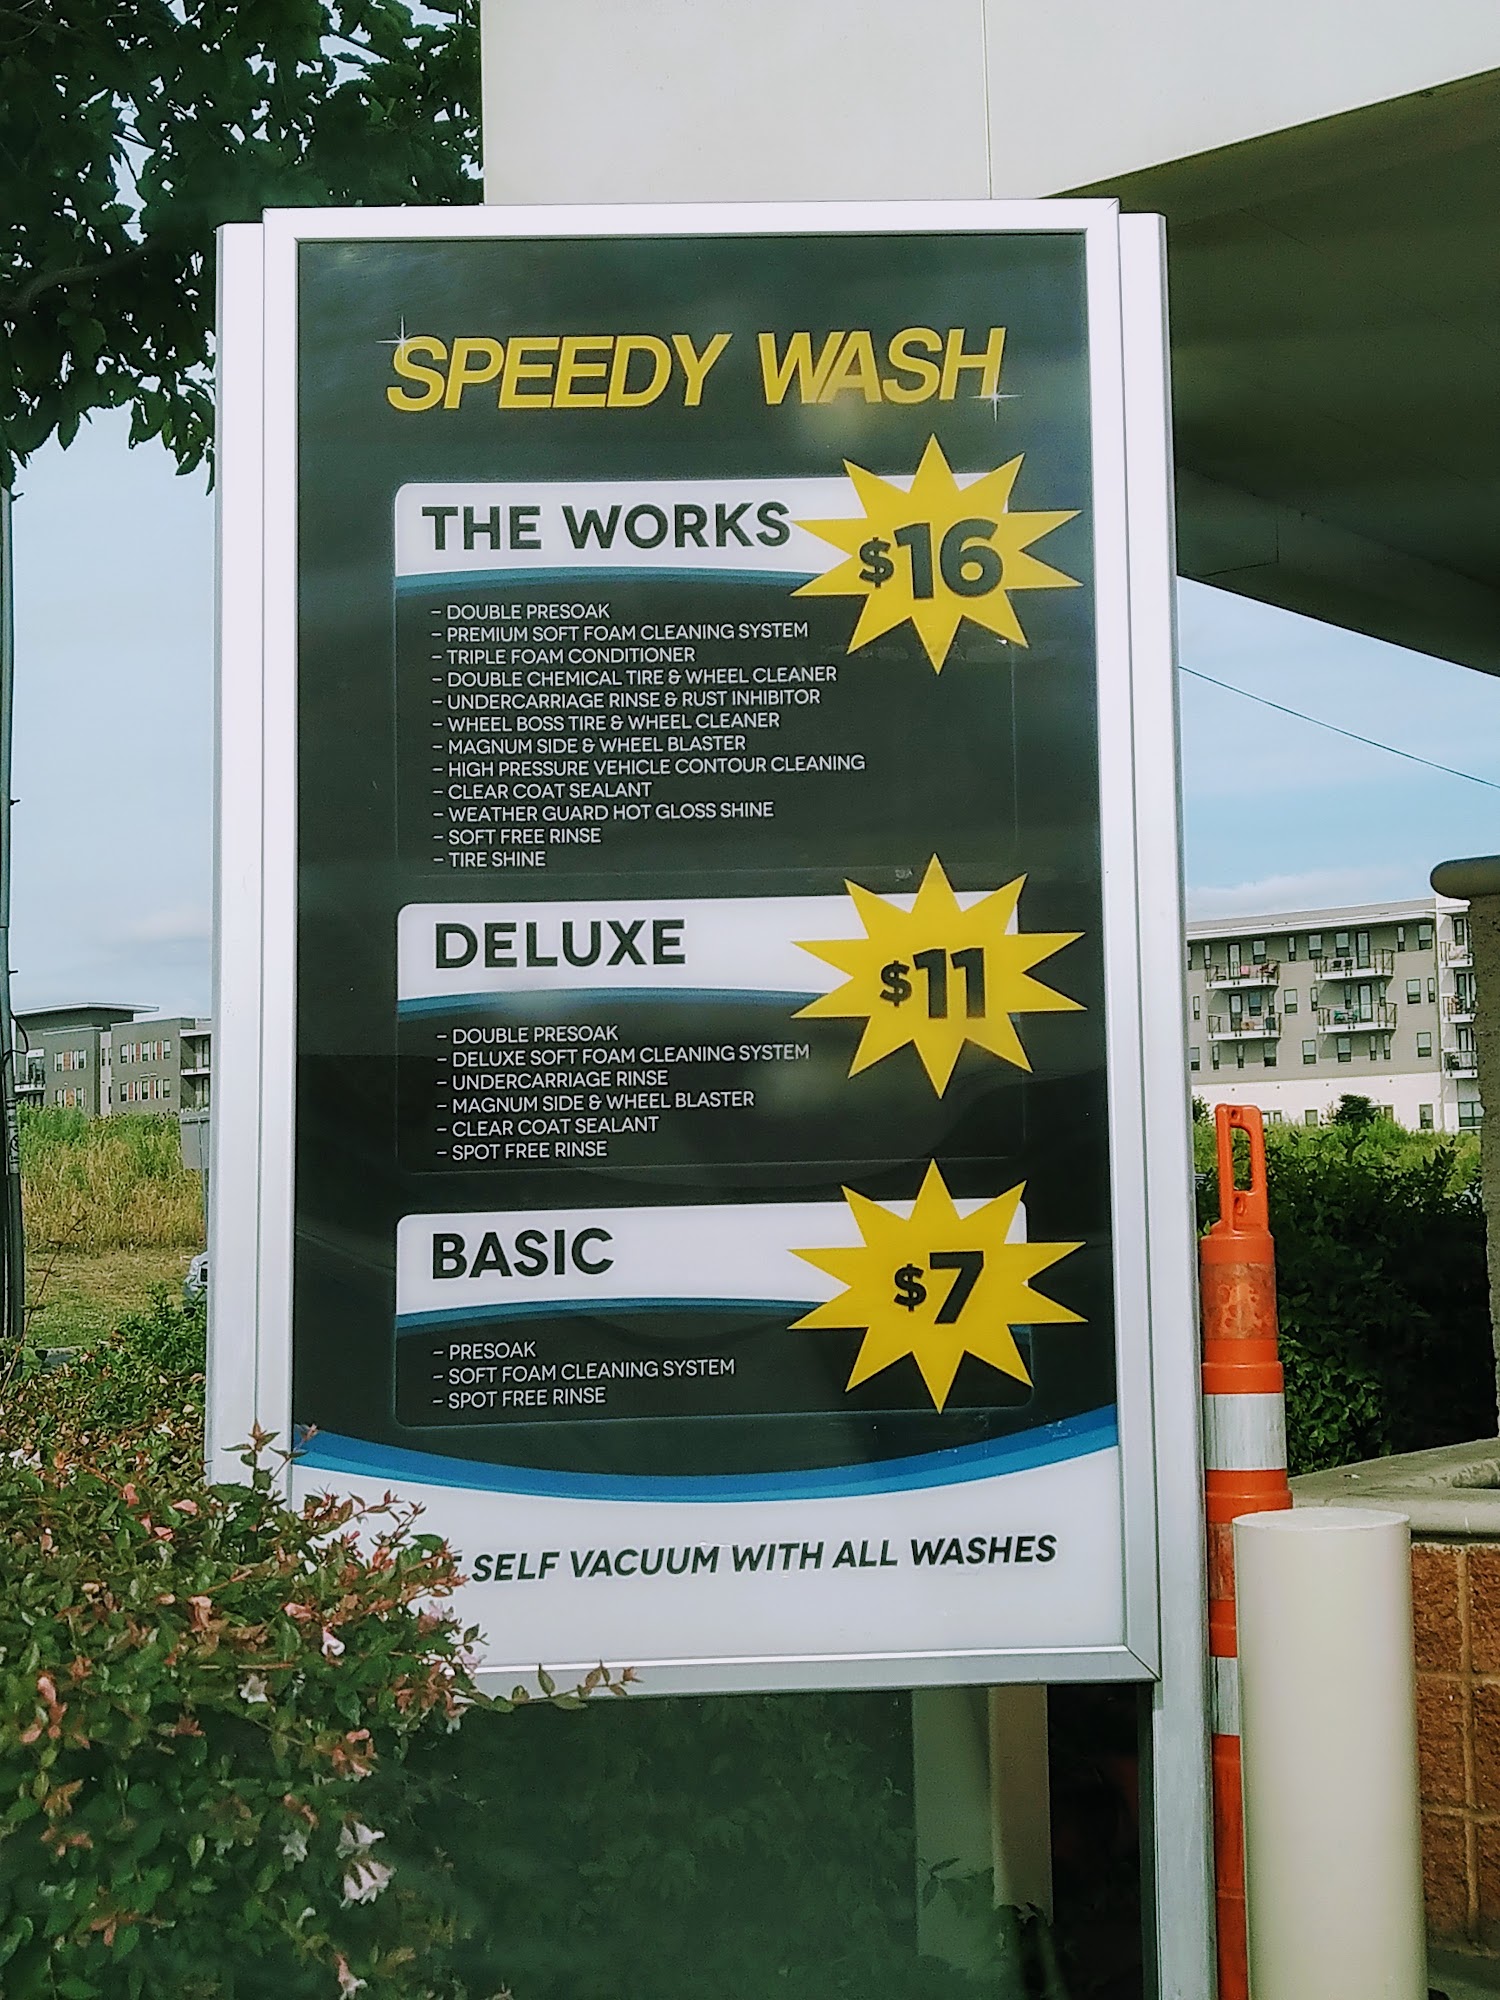 SPEEDY WASH
THE WORKS
$16
- DOUBLE PRESOAK
- PREMIUM SOFT FOAM CLEANING SYSTEM
- TRIPLE FOAM CONDITIONER
- DOUBLE CHEMICAL TIRE & WHEEL CLEANER
- UNDERCARRIAGE RINSE & RUST INHIBITOR
- WHEEL BOSS TIRE & WHEEL CLEANER
- MAGNUM SIDE & WHEEL BLASTER
- HIGH PRESSURE VEHICLE CONTOUR CLEANING
- CLEAR COAT SEALANT
- WEATHER GUARD HOT GLOSS SHINE
- SOFT FREE RINSE
- TIRE SHINE
DELUXE
$11
- DOUBLE PRESOAK
- DELUXE SOFT FOAM CLEANING SYSTEM
- UNDERCARRIAGE RINSE
- MAGNUM SIDE & WHEEL BLASTER
- CLEAR COAT SEALANT
- SPOT FREE RINSE
BASIC
$7
- PRESOAK
- SOFT FOAM CLEANING SYSTEM
- SPOT FREE RINSE
SELF VACUUM WITH ALL WASHES